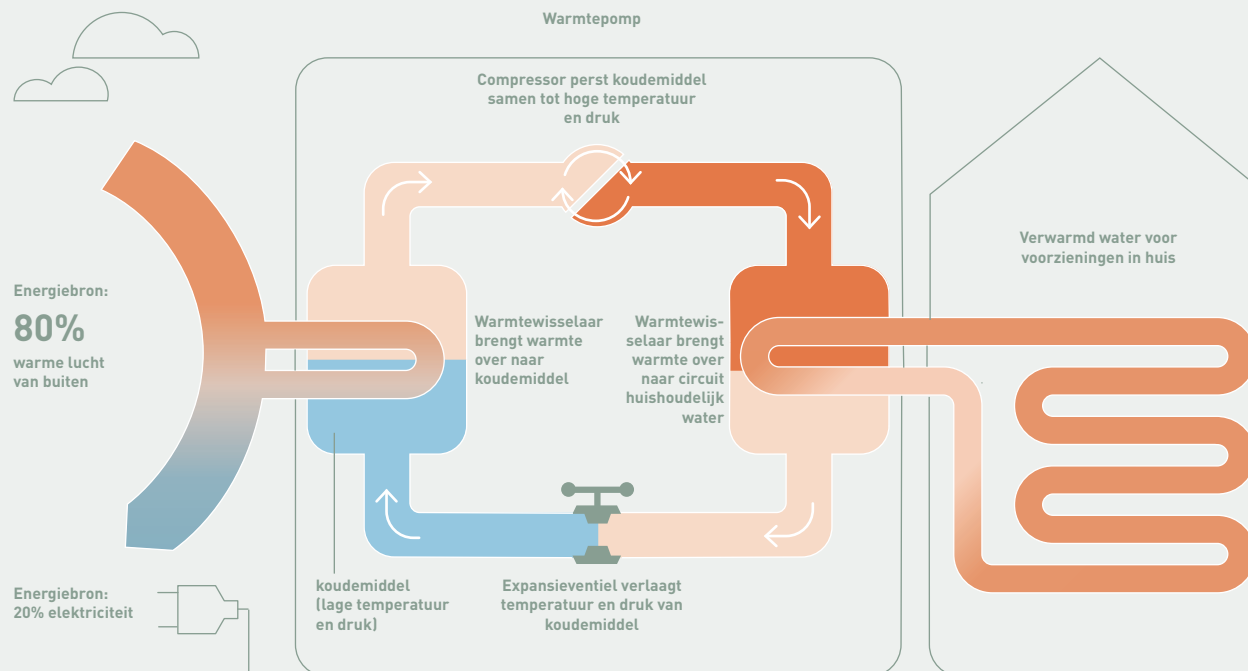 Warmtepomp
Compressor perst koudemiddel
samen tot hoge temperatuur
en druk
Verwarmd water voor
voorzieningen in huis
Energiebron:
80%
warme lucht
van buiten
Warmtewisselaar
brengt warmte
over naar
koudemiddel
Warmtewis-
selaar brengt
warmte over
naar circuit
huishoudelijk
water
Energiebron:
20% elektriciteit
koudemiddel
(lage temperatuur
en druk)
Expansieventiel verlaagt
temperatuur en druk van
koudemiddel